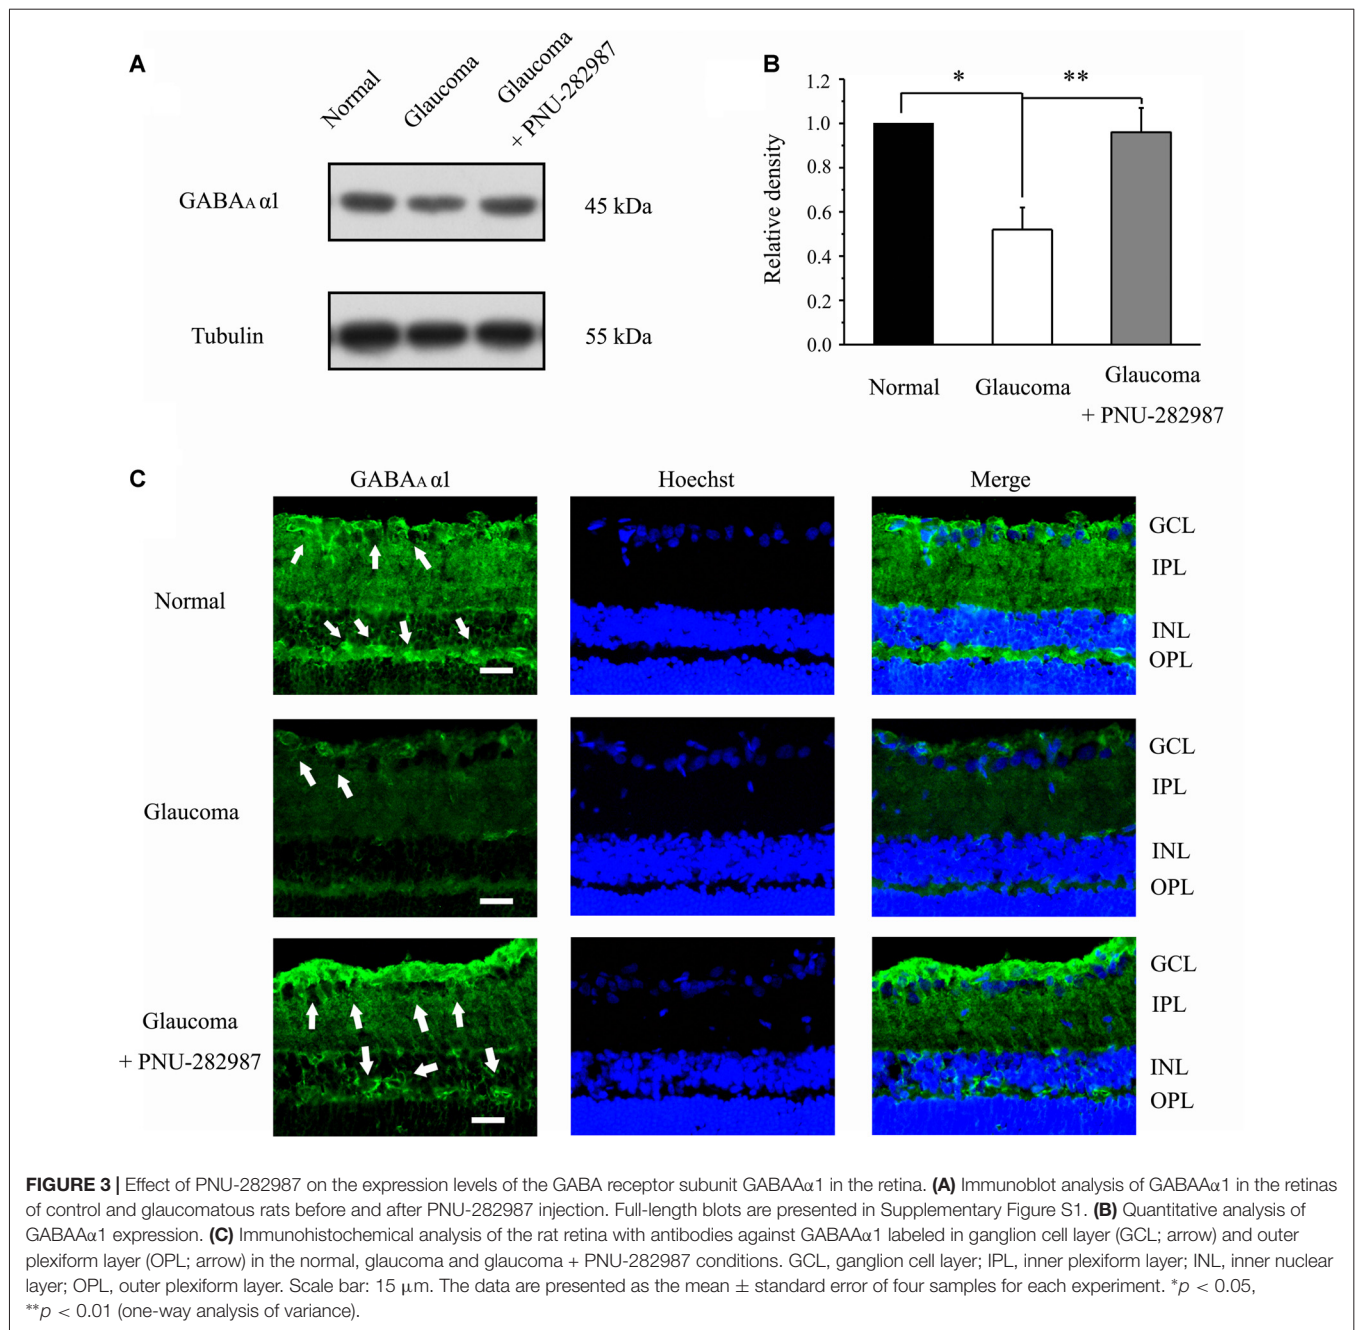 A
Normal
Glaucoma
Glaucoma
+ PNU-282987
GABAA α1
45 kDa
Tubulin
55 kDa
B
Relative density
1.2
1.0
0.8
0.6
0.4
0.2
0.0
*
**
Normal
Glaucoma
Glaucoma
+ PNU-282987
C
GABAA α1
Hoechst
Merge
Normal
GCL
IPL
INL
OPL
Glaucoma
GCL
IPL
INL
OPL
Glaucoma
+ PNU-282987
GCL
IPL
INL
OPL
FIGURE 3 | Effect of PNU-282987 on the expression levels of the GABA receptor subunit GABAAα1 in the retina. (A) Immunoblot analysis of GABAAα1 in the retinas
of control and glaucomatous rats before and after PNU-282987 injection. Full-length blots are presented in Supplementary Figure S1. (B) Quantitative analysis of
GABAAα1 expression. (C) Immunohistochemical analysis of the rat retina with antibodies against GABAAα1 labeled in ganglion cell layer (GCL; arrow) and outer
plexiform layer (OPL; arrow) in the normal, glaucoma and glaucoma + PNU-282987 conditions. GCL, ganglion cell layer; IPL, inner plexiform layer; INL, inner nuclear
layer; OPL, outer plexiform layer. Scale bar: 15 μm. The data are presented as the mean ± standard error of four samples for each experiment. *p < 0.05,
**p < 0.01 (one-way analysis of variance).